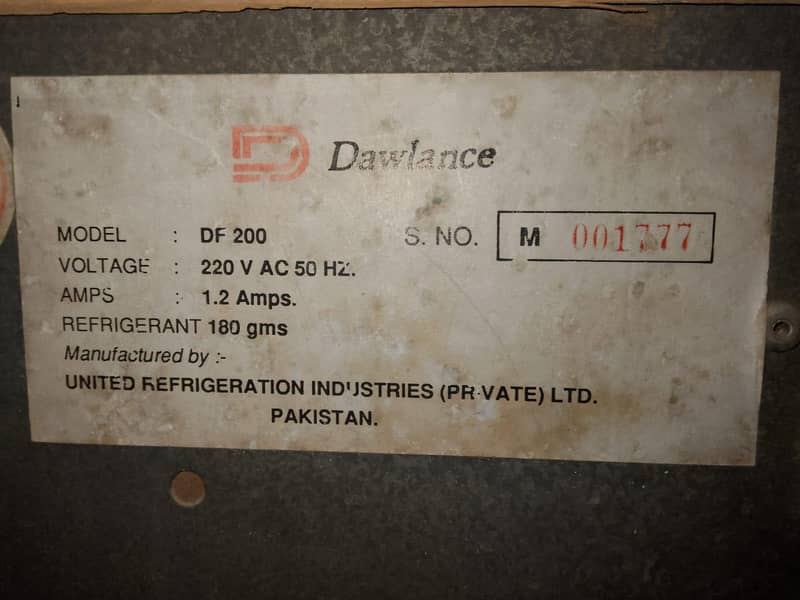 Dawlance
MODEL : DF 200
S. NO. M 001777
VOLTAGE : 220 V AC 50 HZ.
AMPS : 1.2 Amps.
REFRIGERANT 180 gms
Manufactured by :-
UNITED REFRIGERATION INDUSTRIES (PRIVATE) LTD.
PAKISTAN.